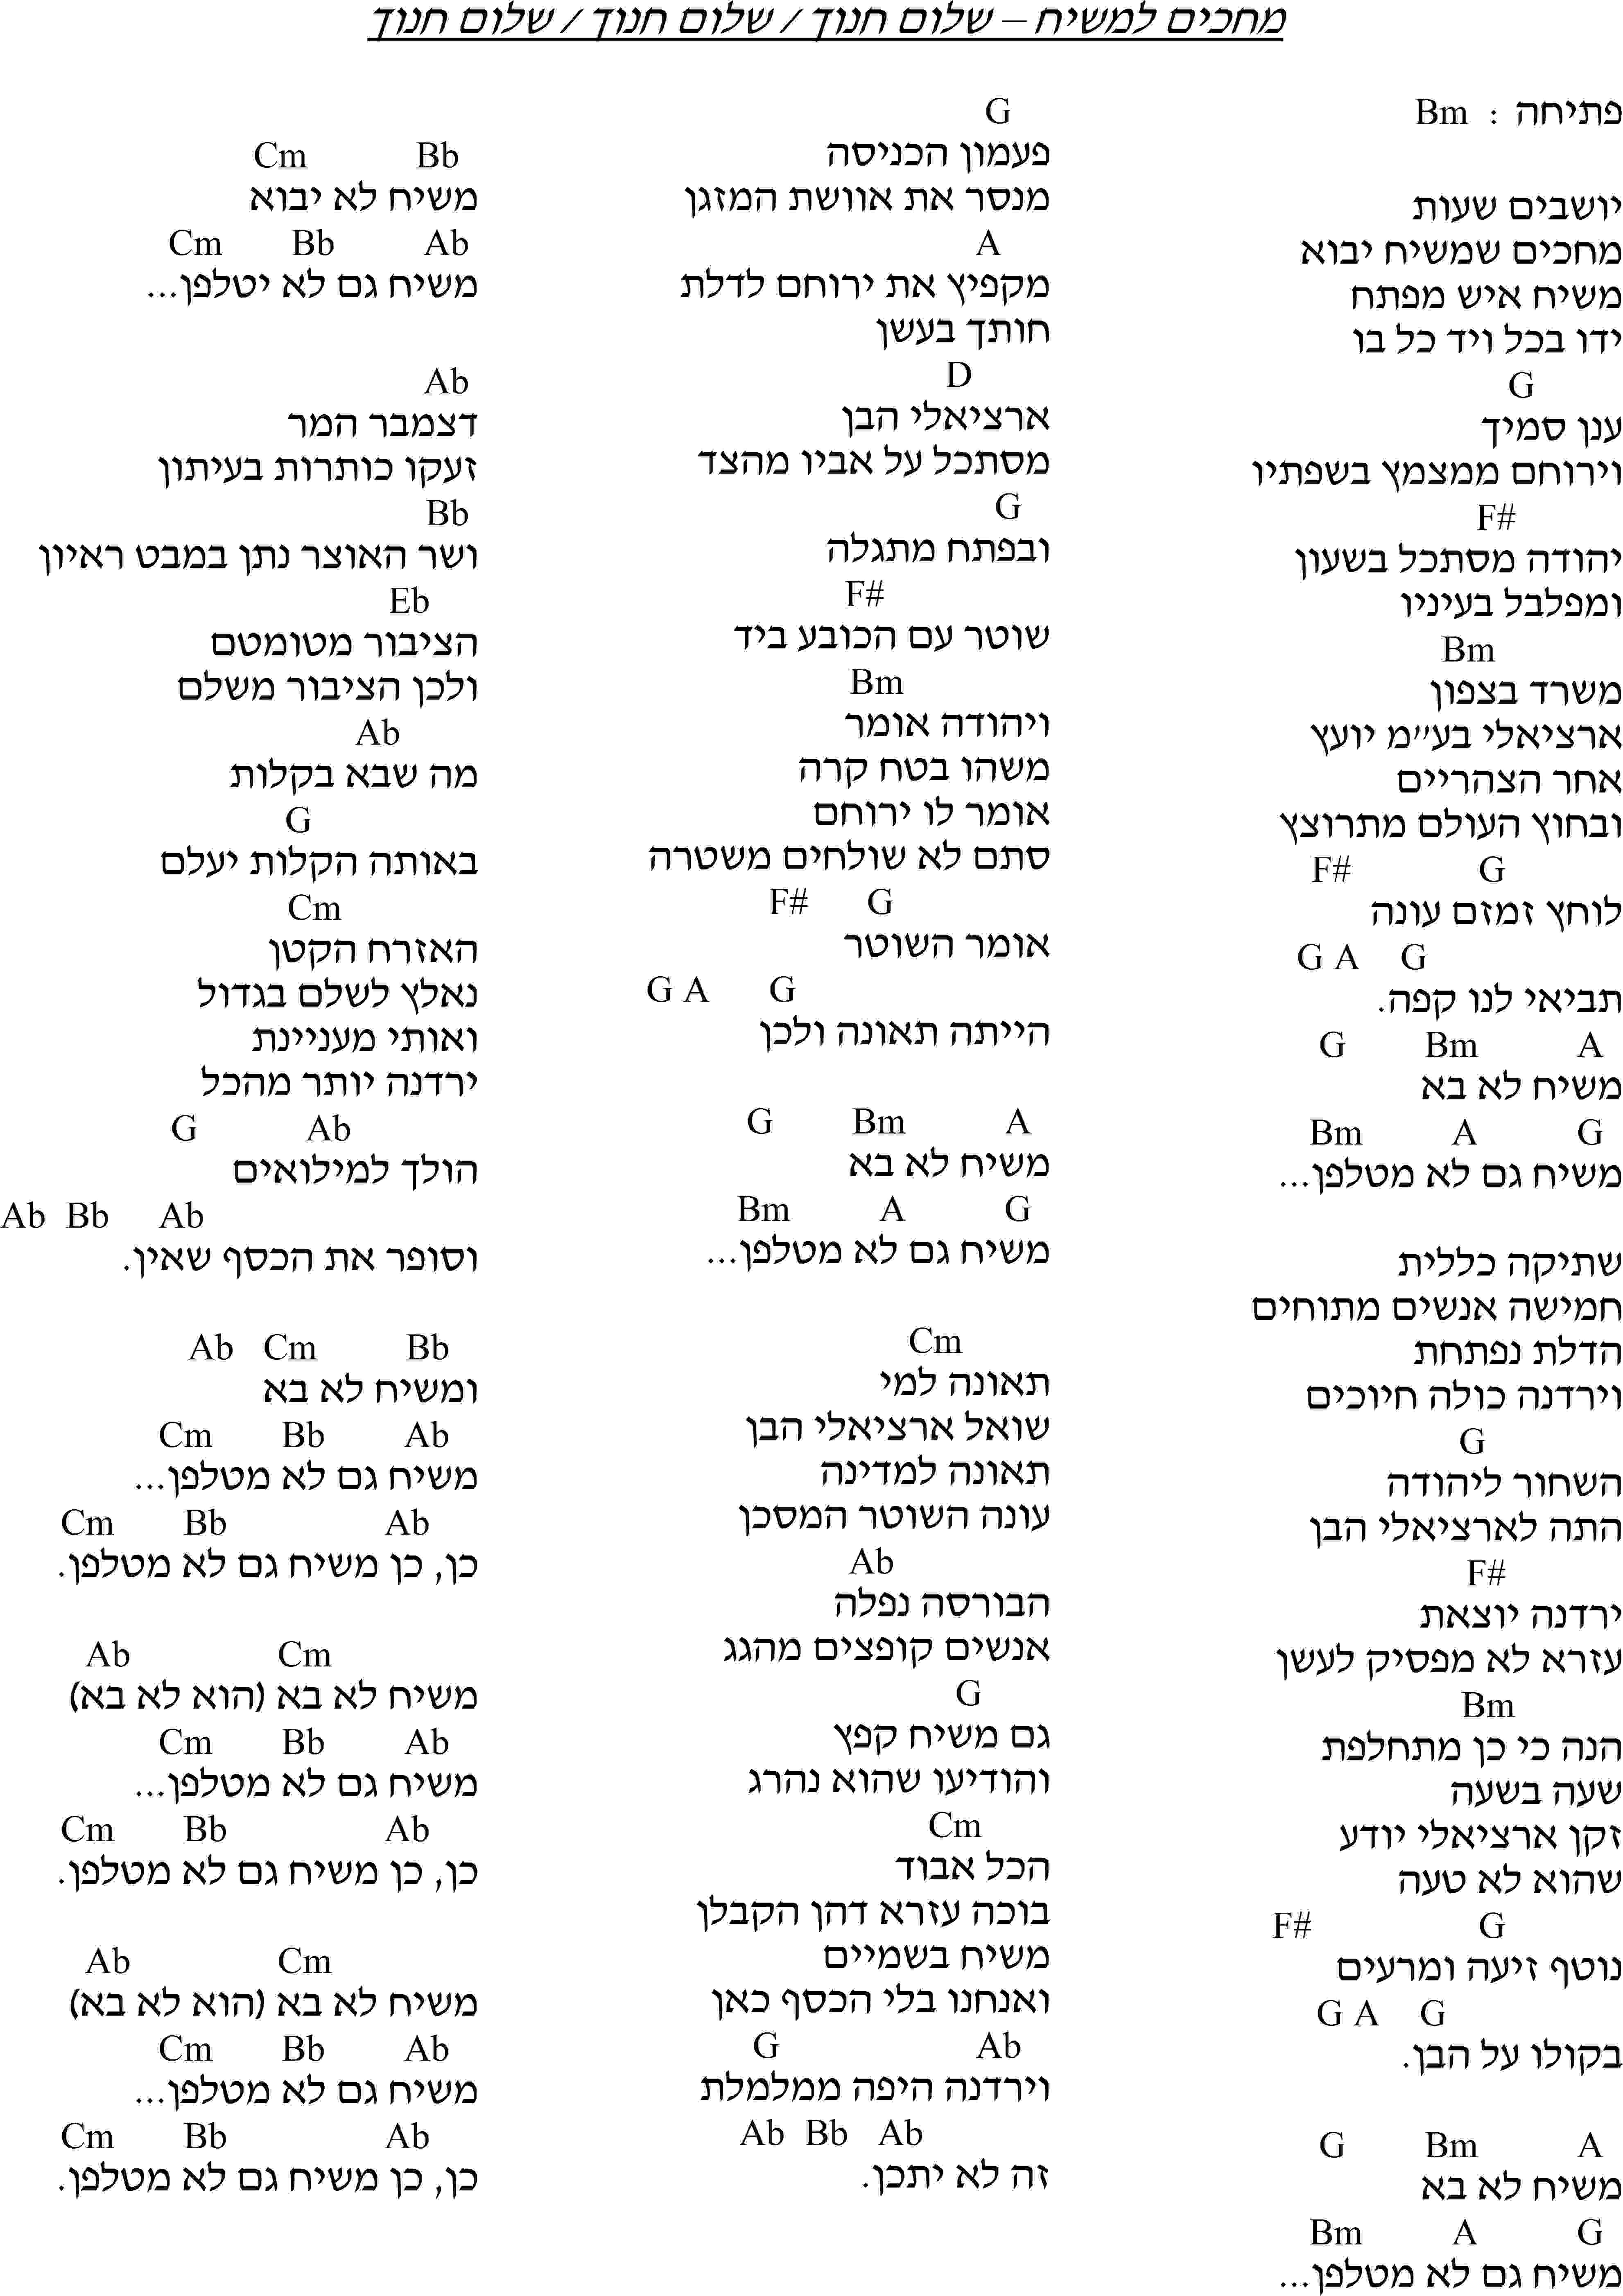 מחכים למשיח – שלום חנוך / שלום חנוך / שלום חנוך
פתיחה : Bm
יושבים שעות
מחכים שמשיח יבוא
משיח איש מפתח
ידו בכל ויד כל בו
G
ענן סמיך
וירוחם ממצמץ בשפתיו
F#
יהודה מסתכל בשעון
ומפלבל בעיניו
Bm
משרד בצפון
ארציאלי בע"מ יועץ
אחר הצהריים
ובחוץ העולם מתרוצץ
F# G
לוחץ זמזם עונה
G A G
תביאי לנו קפה.
G Bm A
משיח לא בא
Bm A G
משיח גם לא מטלפן...
שתיקה כללית
חמישה אנשים מתוחים
הדלת נפתחת
וירדנה כולה חיוכים
G
השחור ליהודה
התה לארציאלי הבן
F#
ירדנה יוצאת
עזרא לא מפסיק לעשן
Bm
הנה כי כן מתחלפת
שעה בשעה
זקן ארציאלי יודע
שהוא לא טעה
F# G
נוטף זיעה ומרעים
G A G
בקולו על הבן.
G Bm A
משיח לא בא
Bm A G
משיח גם לא מטלפן...
G
פעמון הכניסה
מנסר את אוושת המזגן
A
מקפיץ את ירוחם לדלת
חותך בעשן
D
ארציאלי הבן
מסתכל על אביו מהצד
G
ובפתח מתגלה
F#
שוטר עם הכובע ביד
Bm
ויהודה אומר
משהו בטח קרה
אומר לו ירוחם
סתם לא שולחים משטרה
F# G
אומר השוטר
G A G
הייתה תאונה ולכן
G Bm A
משיח לא בא
Bm A G
משיח גם לא מטלפן...
Cm
תאונה למי
שואל ארציאלי הבן
תאונה למדינה
עונה השוטר המסכן
Ab
הבורסה נפלה
אנשים קופצים מהגג
G
גם משיח קפץ
והודיעו שהוא נהרג
Cm
הכל אבוד
בוכה עזרא דהן הקבלן
משיח בשמיים
ואנחנו בלי הכסף כאן
G Ab
וירדנה היפה ממלמלת
Ab Bb Ab
זה לא יתכן.
Cm Bb
משיח לא יבוא
Cm Bb Ab
משיח גם לא יטלפן...
Ab
דצמבר המר
זעקו כותרות בעיתון
Bb
ושר האוצר נתן במבט ראיון
Eb
הציבור מטומטם
ולכן הציבור משלם
Ab
מה שבא בקלות
G
באותה הקלות יעלם
Cm
האזרח הקטן
נאלץ לשלם בגדול
ואותי מעניינת
ירדנה יותר מהכל
G Ab
הולך למילואים
Ab Bb Ab
וסופר את הכסף שאין.
Ab Cm Bb
ומשיח לא בא
Cm Bb Ab
משיח גם לא מטלפן...
Cm Bb Ab
כן, כן משיח גם לא מטלפן.
Ab Cm
משיח לא בא (הוא לא בא)
Cm Bb Ab
משיח גם לא מטלפן...
Cm Bb Ab
כן, כן משיח גם לא מטלפן.
Ab Cm
משיח לא בא (הוא לא בא)
Cm Bb Ab
משיח גם לא מטלפן...
Cm Bb Ab
כן, כן משיח גם לא מטלפן.